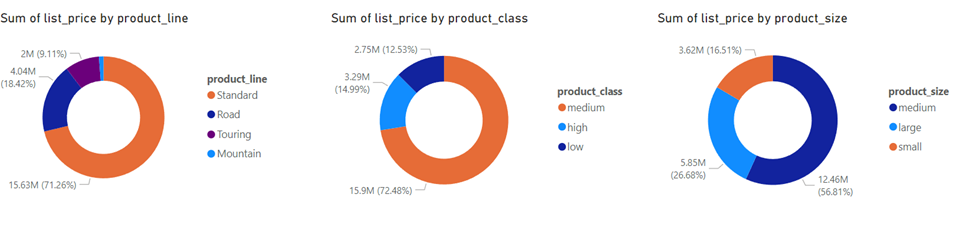 Sum of list_price by product_line
2M (9.11%)
4.04M
(18.42%)
15.63M (71.26%)
product_line
Standard
Road
Touring
Mountain
Sum of list_price by product_class
2.75M (12.53%)
3.29M
(14.99%)
15.9M (72.48%)
product_class
medium
high
low
Sum of list_price by product_size
3.62M (16.51%)
5.85M
(26.68%)
12.46M
(56.81%)
product_size
medium
large
small